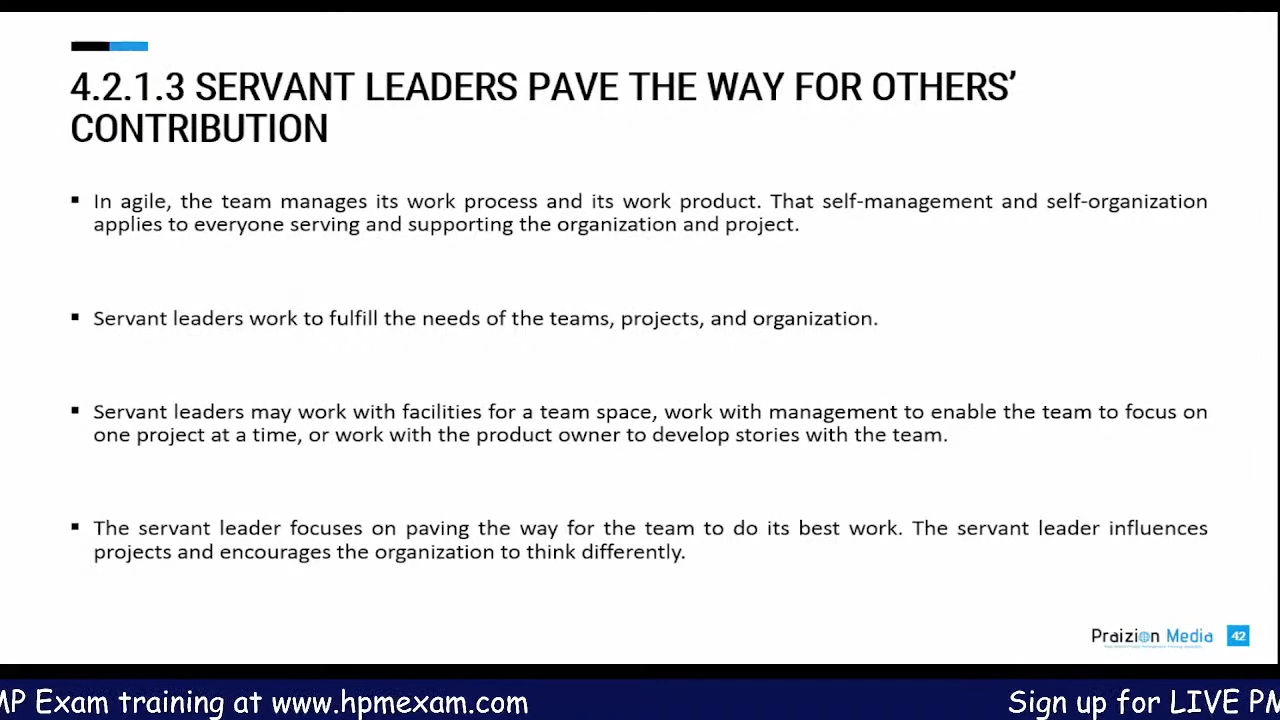 4.2.1.3 SERVANT LEADERS PAVE THE WAY FOR OTHERS’
CONTRIBUTION
▪ In agile, the team manages its work process and its work product. That self-management and self-organization
applies to everyone serving and supporting the organization and project.
▪ Servant leaders work to fulfill the needs of the teams, projects, and organization.
▪ Servant leaders may work with facilities for a team space, work with management to enable the team to focus on
one project at a time, or work with the product owner to develop stories with the team.
▪ The servant leader focuses on paving the way for the team to do its best work. The servant leader influences
projects and encourages the organization to think differently.
Praizion Media 42
MP Exam training at www.hpmexam.com Sign up for LIVE PM